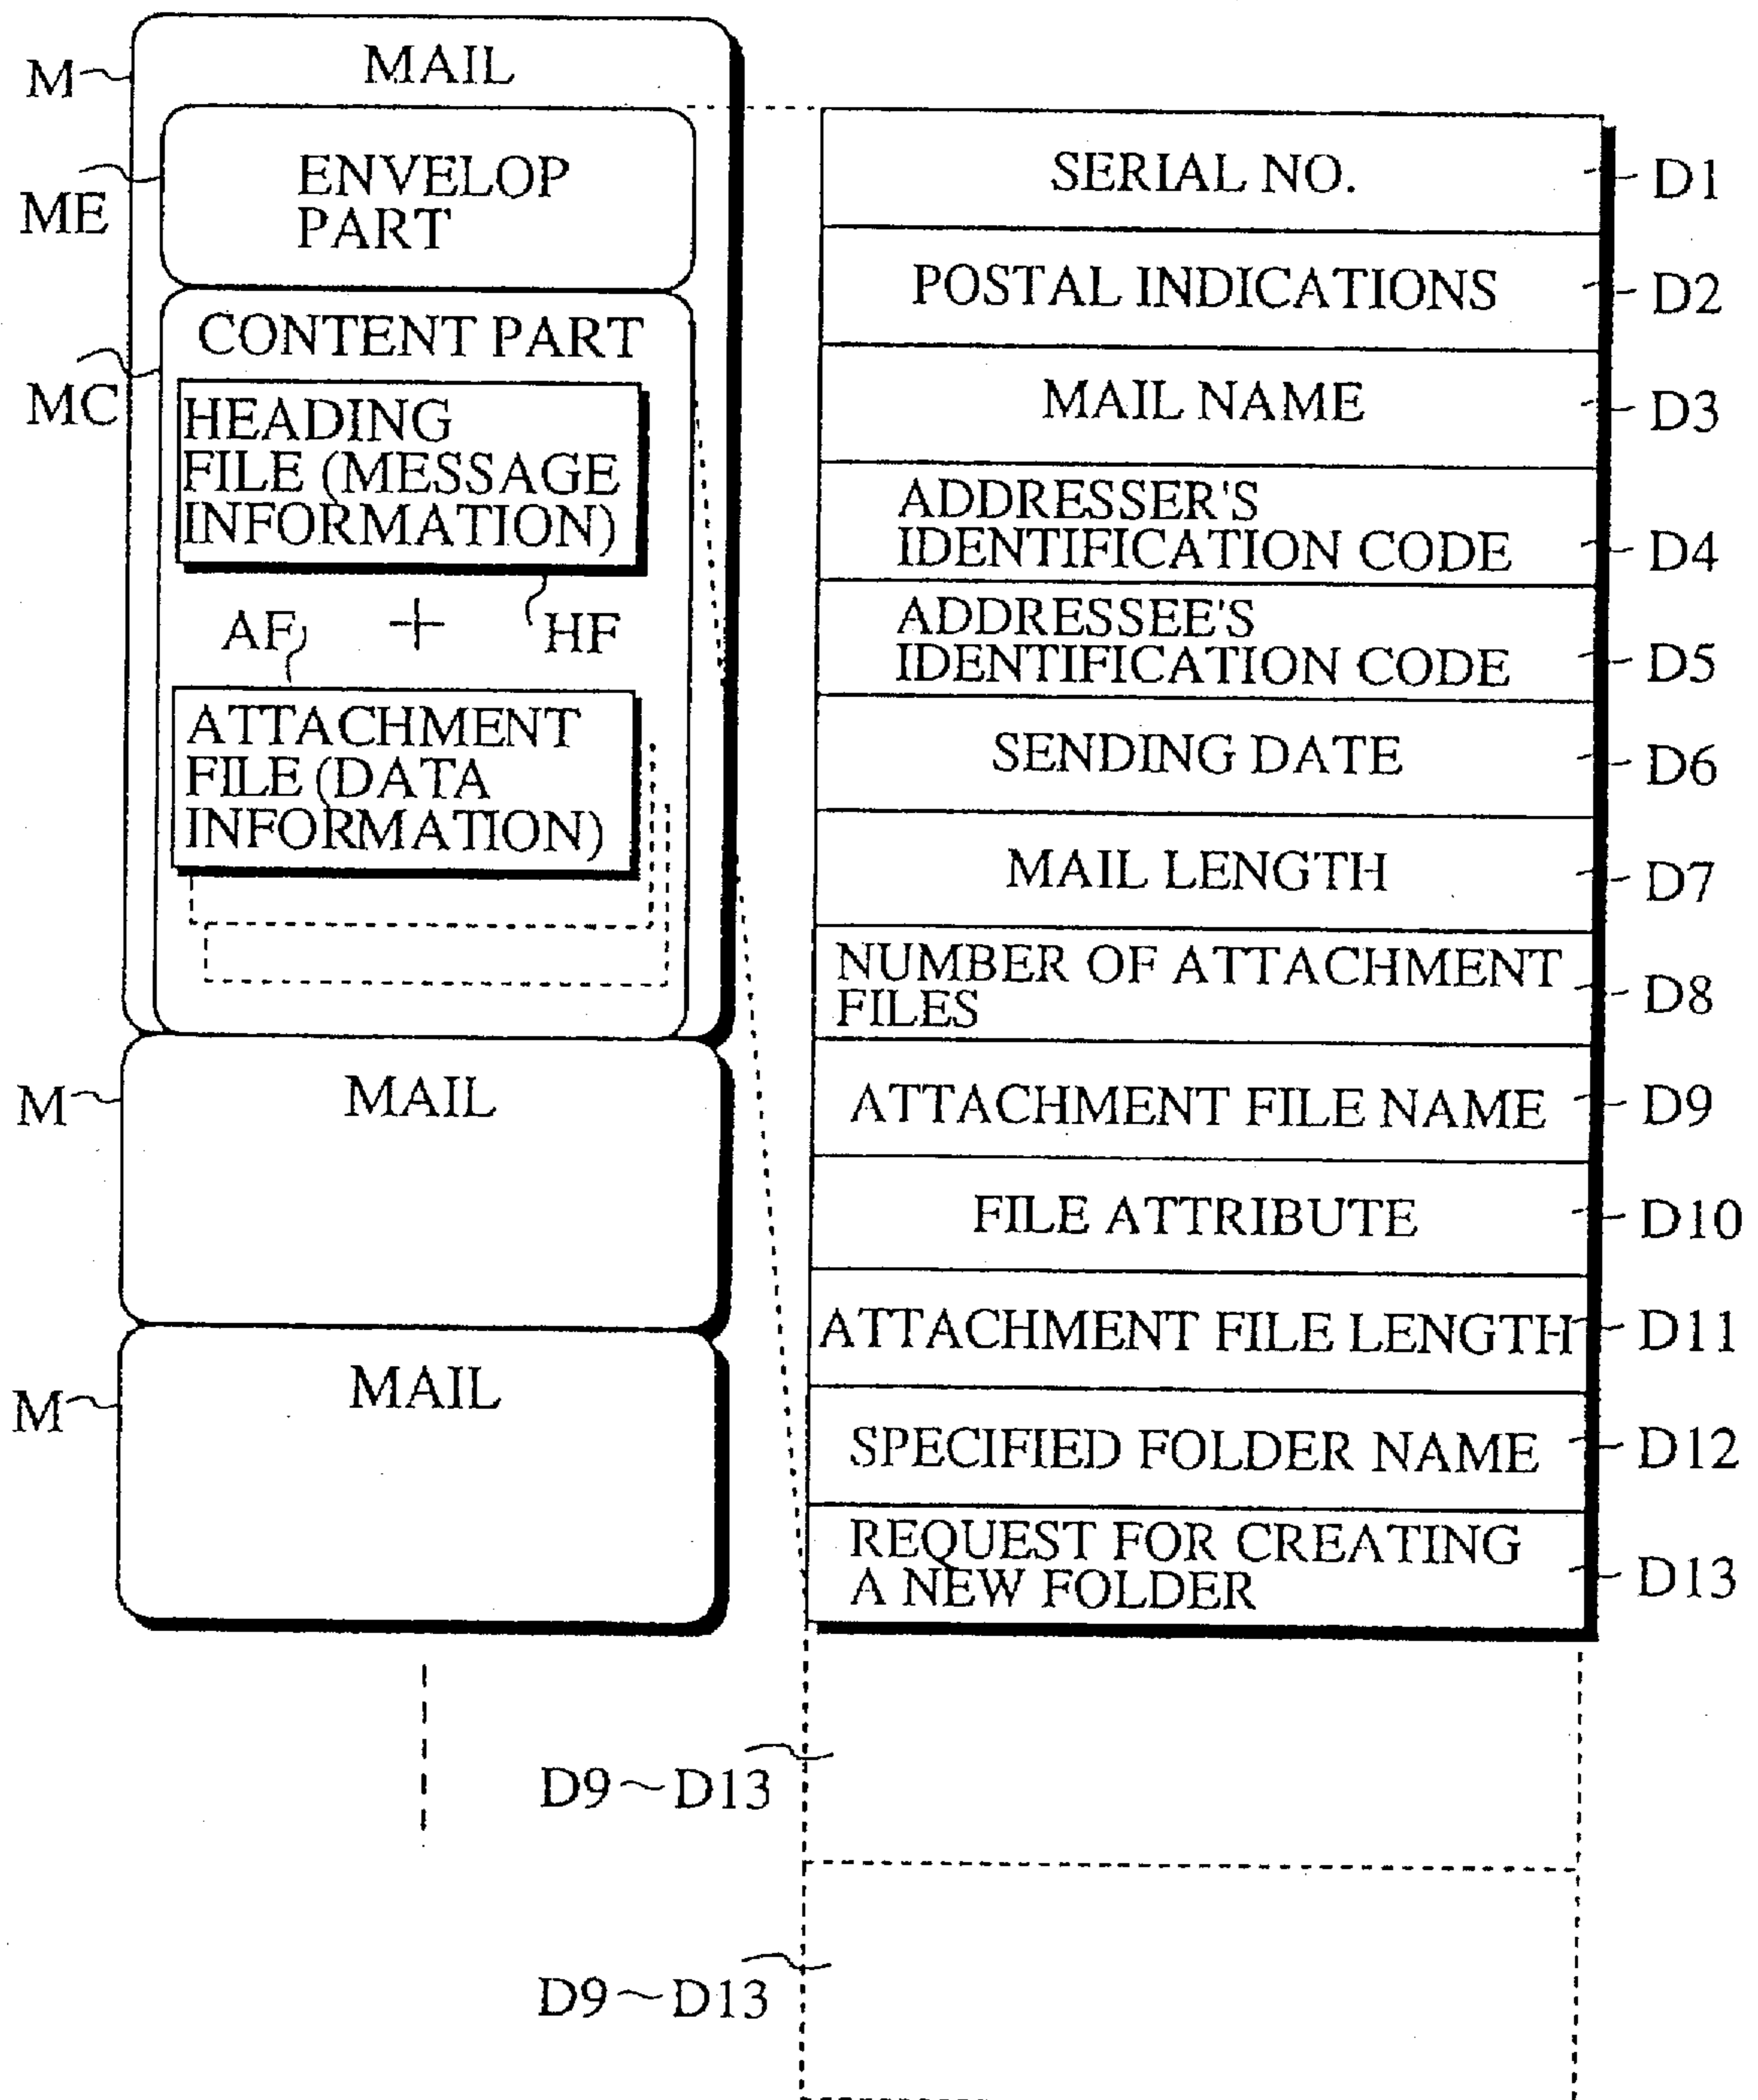 M
MAIL
ME
ENVELOP
PART
MC
CONTENT PART
HEADING
FILE (MESSAGE
INFORMATION)
AF
+
HF
ATTACHMENT
FILE (DATA
INFORMATION)
M
MAIL
M
MAIL
SERIAL NO.
D1
POSTAL INDICATIONS
D2
MAIL NAME
D3
ADDRESSER'S
IDENTIFICATION CODE
D4
ADDRESSEE'S
IDENTIFICATION CODE
D5
SENDING DATE
D6
MAIL LENGTH
D7
NUMBER OF ATTACHMENT
FILES
D8
ATTACHMENT FILE NAME
D9
FILE ATTRIBUTE
D10
ATTACHMENT FILE LENGTH
D11
SPECIFIED FOLDER NAME
D12
REQUEST FOR CREATING
A NEW FOLDER
D13
D9~D13
D9~D13